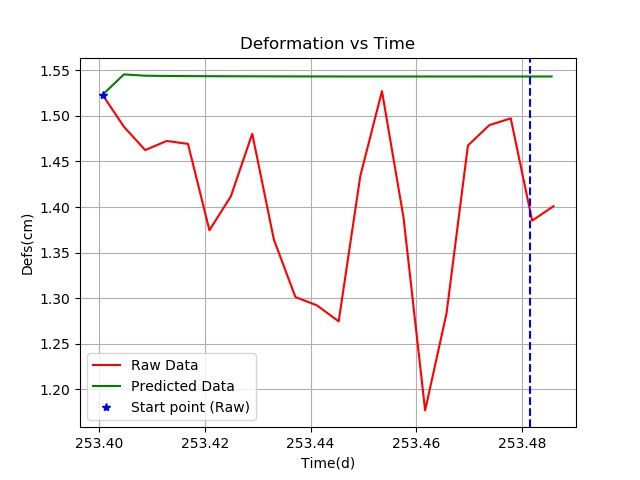 Deformation vs Time
Defs(cm)
1.55
1.50
1.45
1.40
1.35
1.30
1.25
1.20
Raw Data
Predicted Data
Start point (Raw)
253.40 253.42 253.44 253.46 253.48
Time(d)